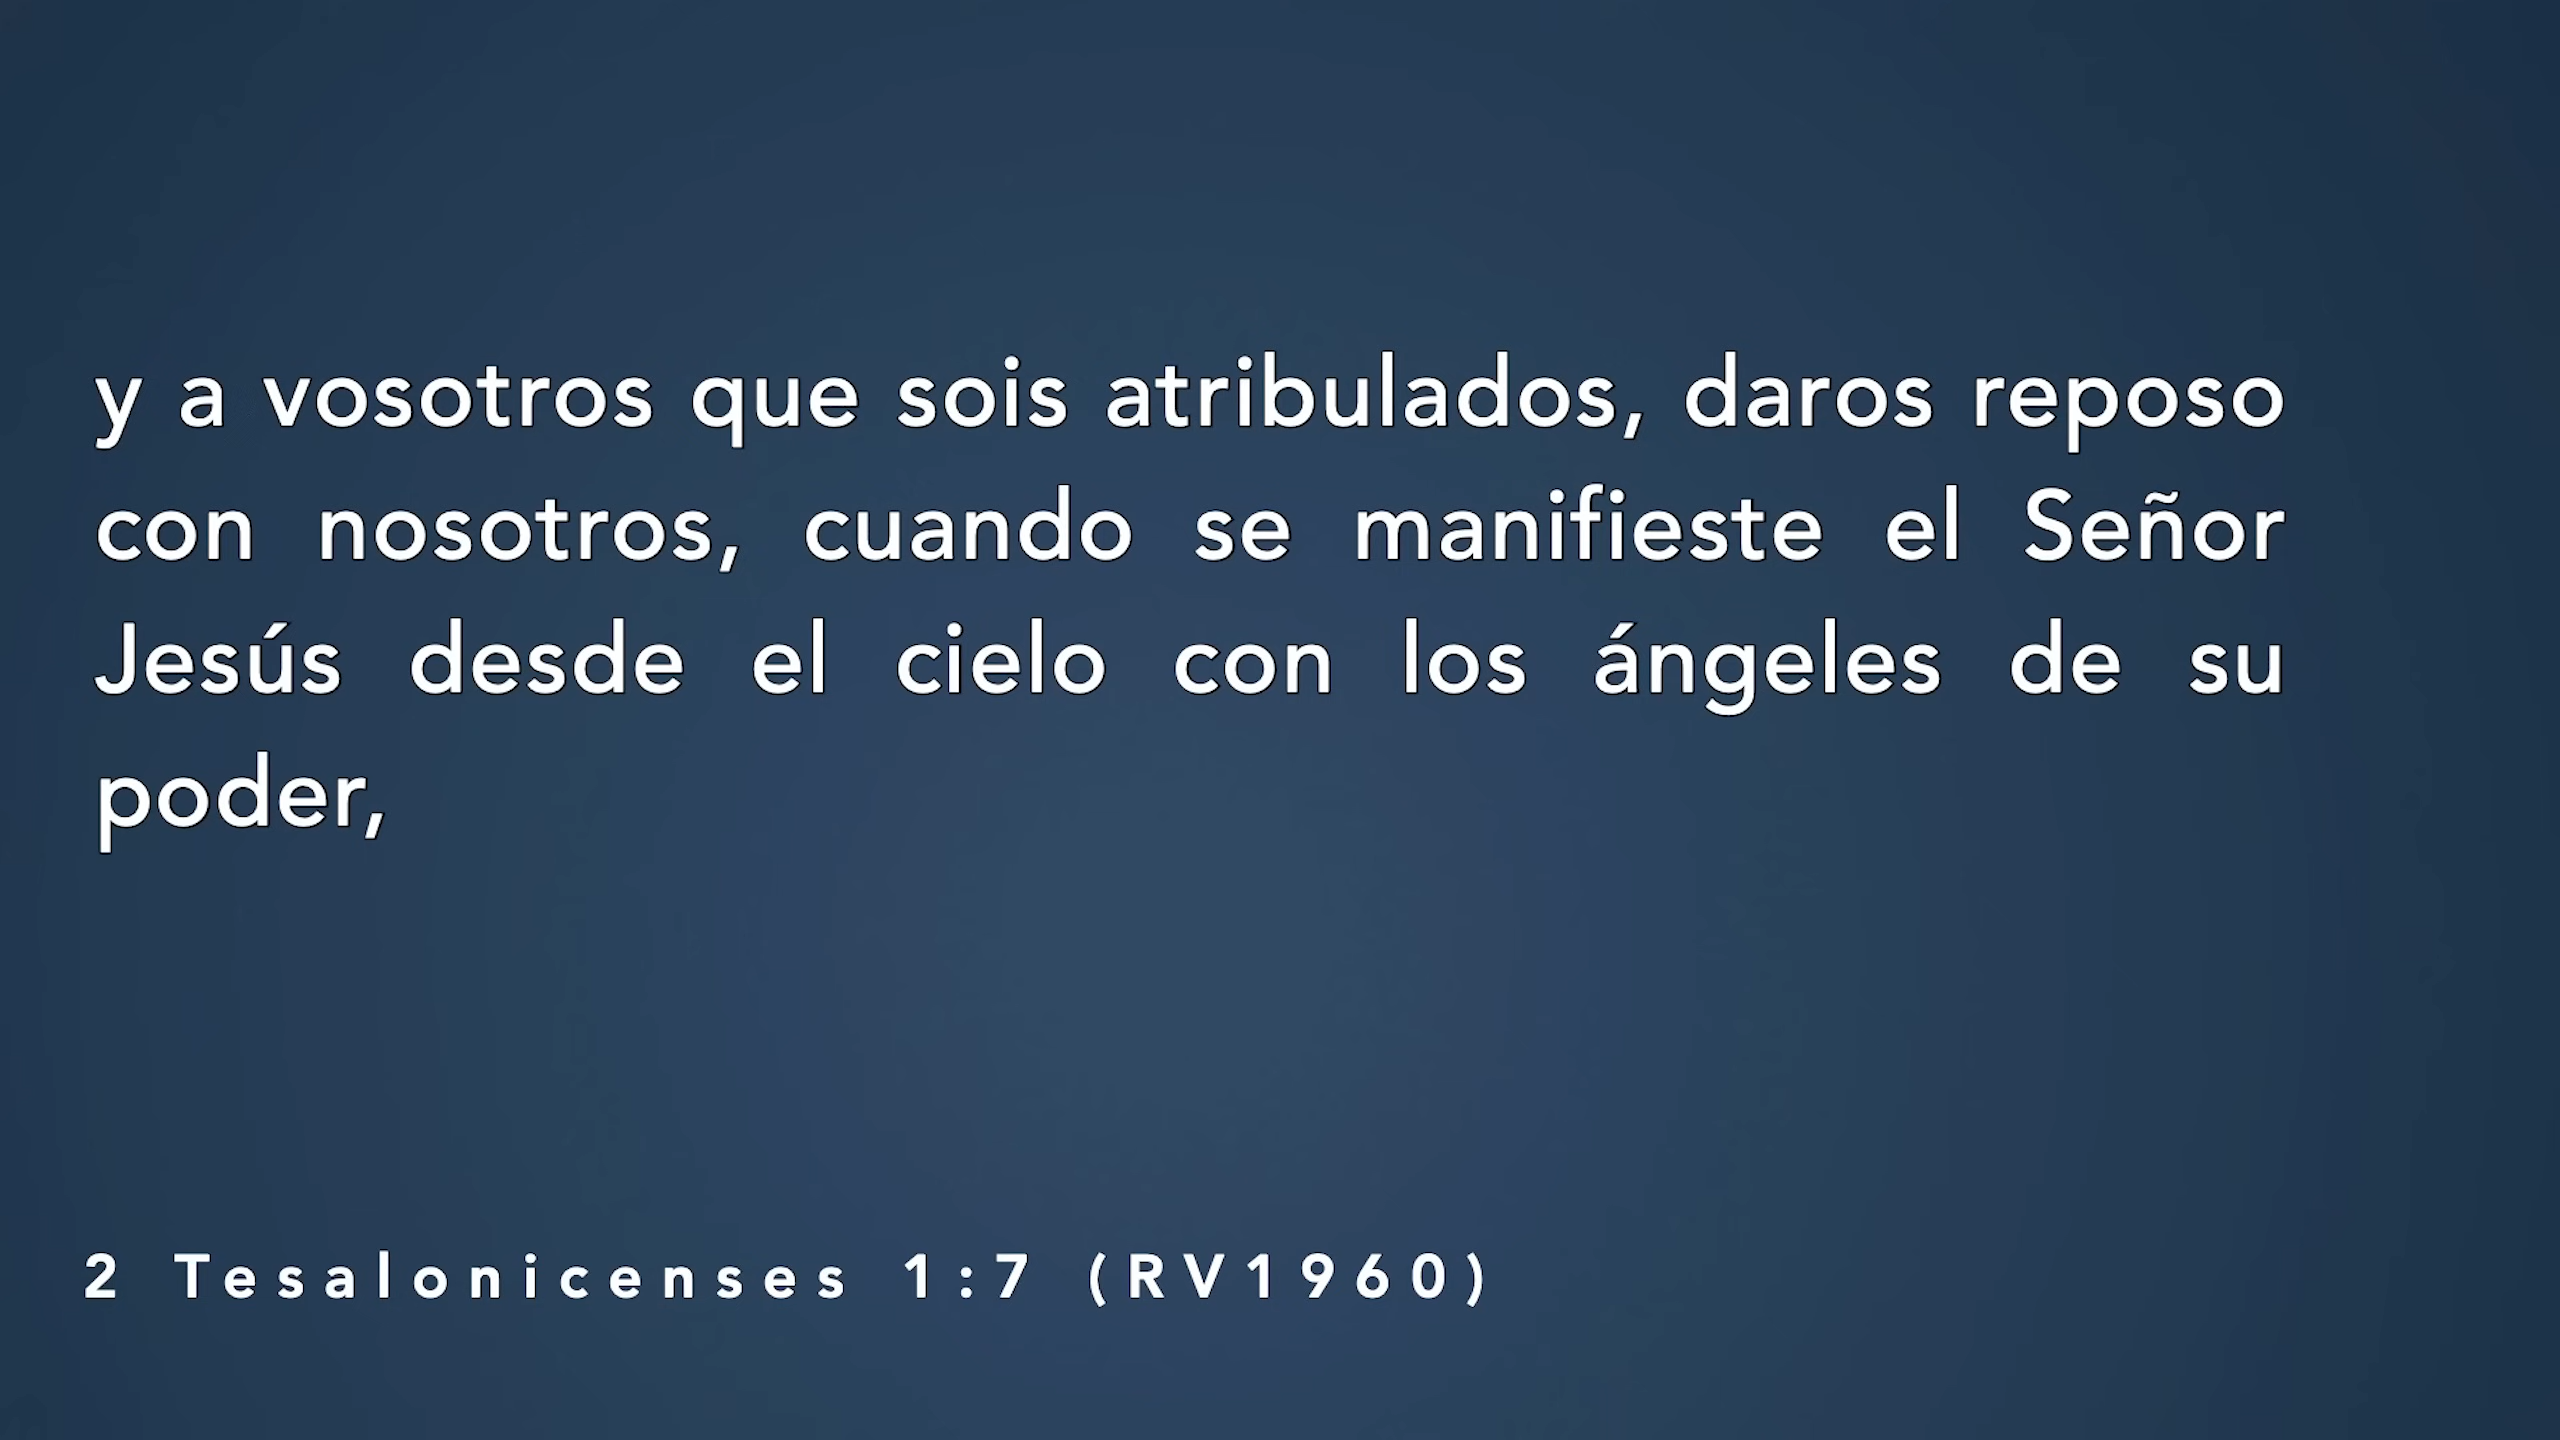 y a vosotros que sois atribulados, daros reposo
con nosotros, cuando se manifieste el Señor
Jesús desde el cielo con los ángeles de su
poder,
2 Tesalonicenses 1:7 (RV1960)